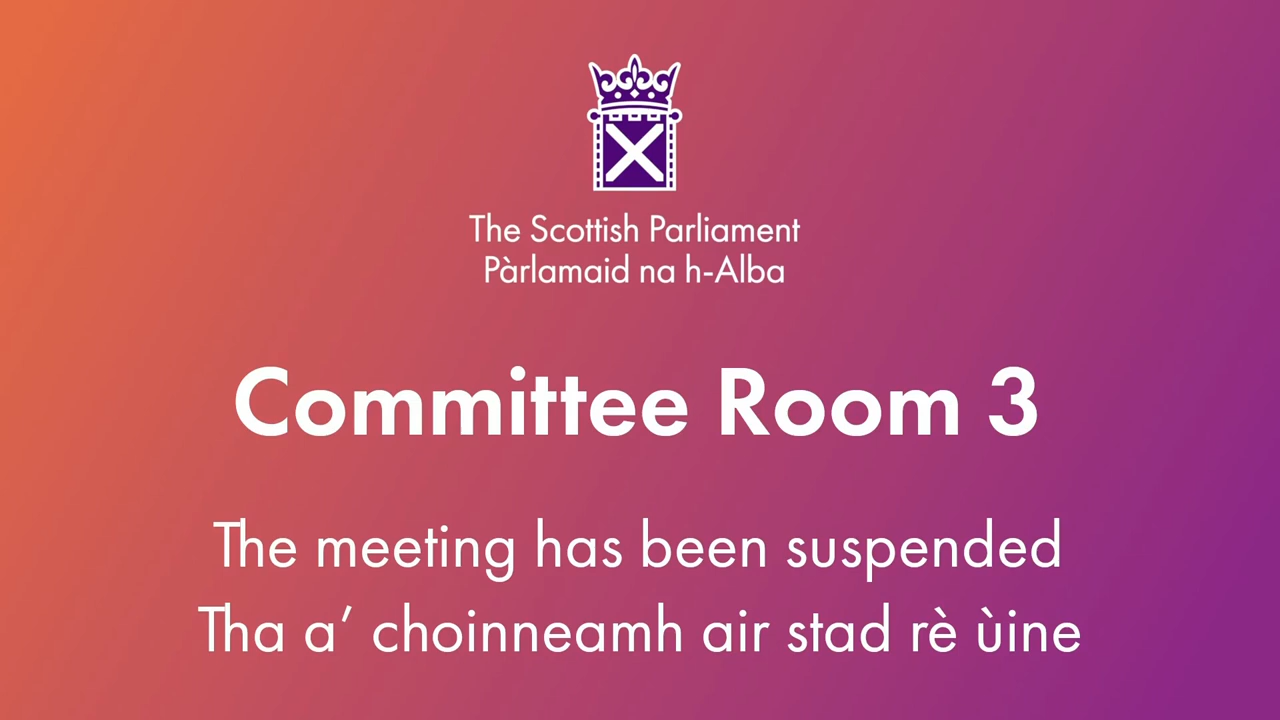 The Scottish Parliament
Pàrlamaid na h-Alba
Committee Room 3
The meeting has been suspended
Tha a’ choinneamh air stad rè ùine